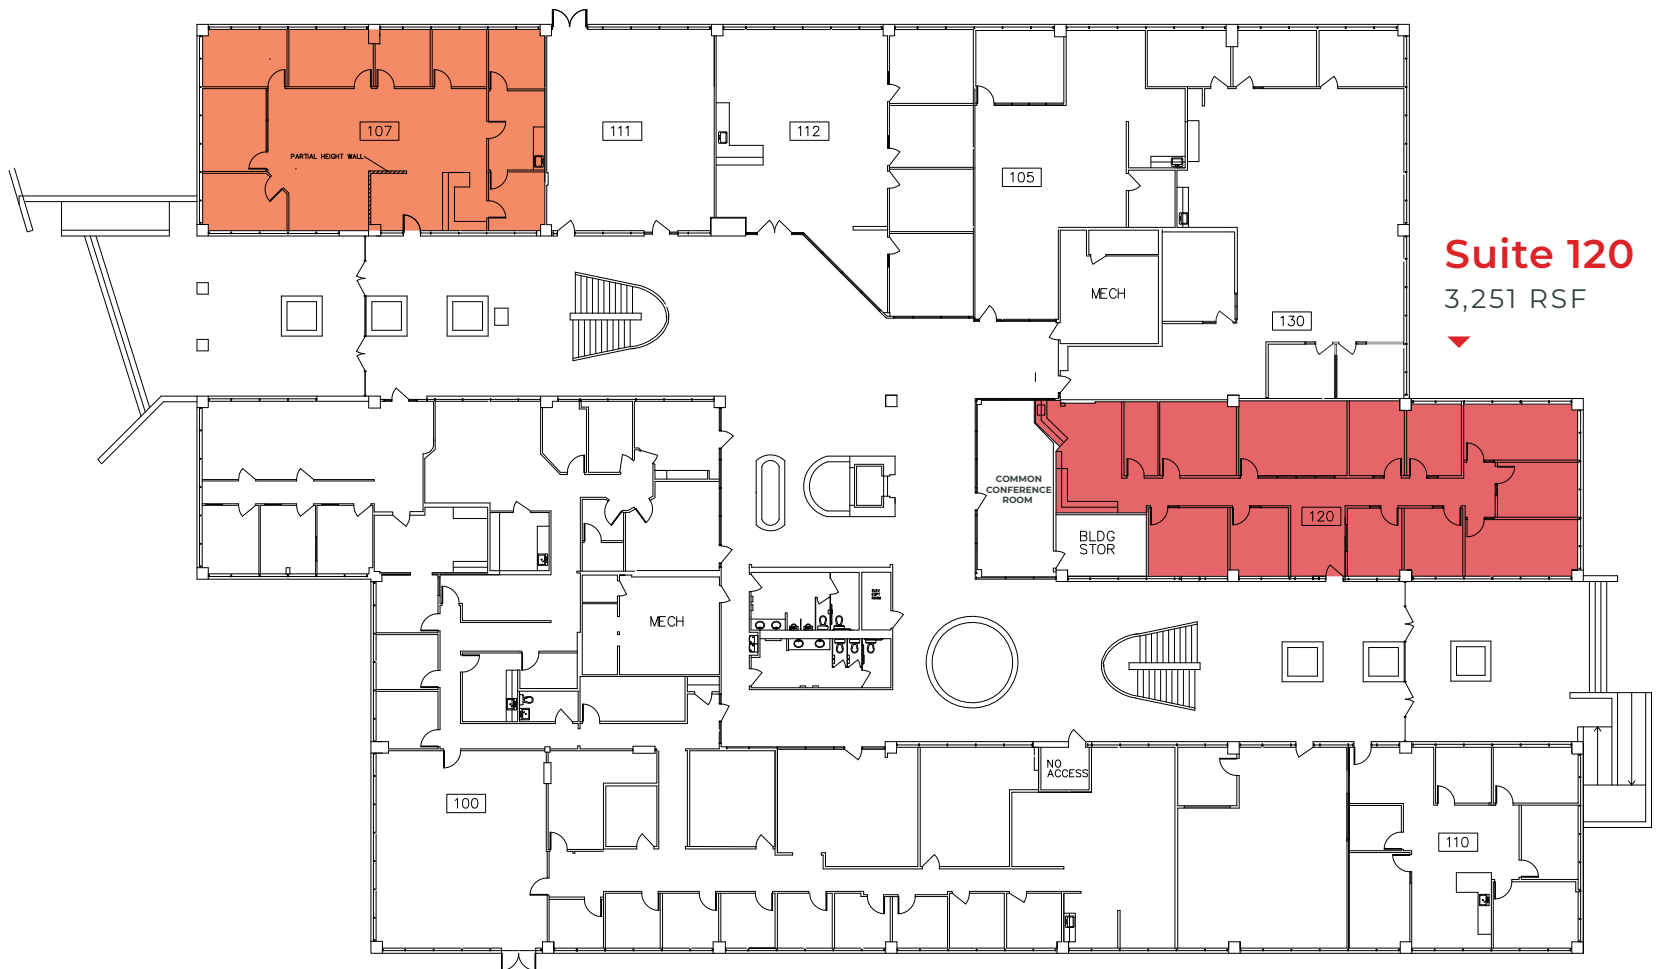 107
111
112
PARTIAL HEIGHT WALL
105
Suite 120
3,251 RSF
MECH
130
COMMON
CONFERENCE
ROOM
120
BLDG
STOR
MECH
NO
ACCESS
100
110